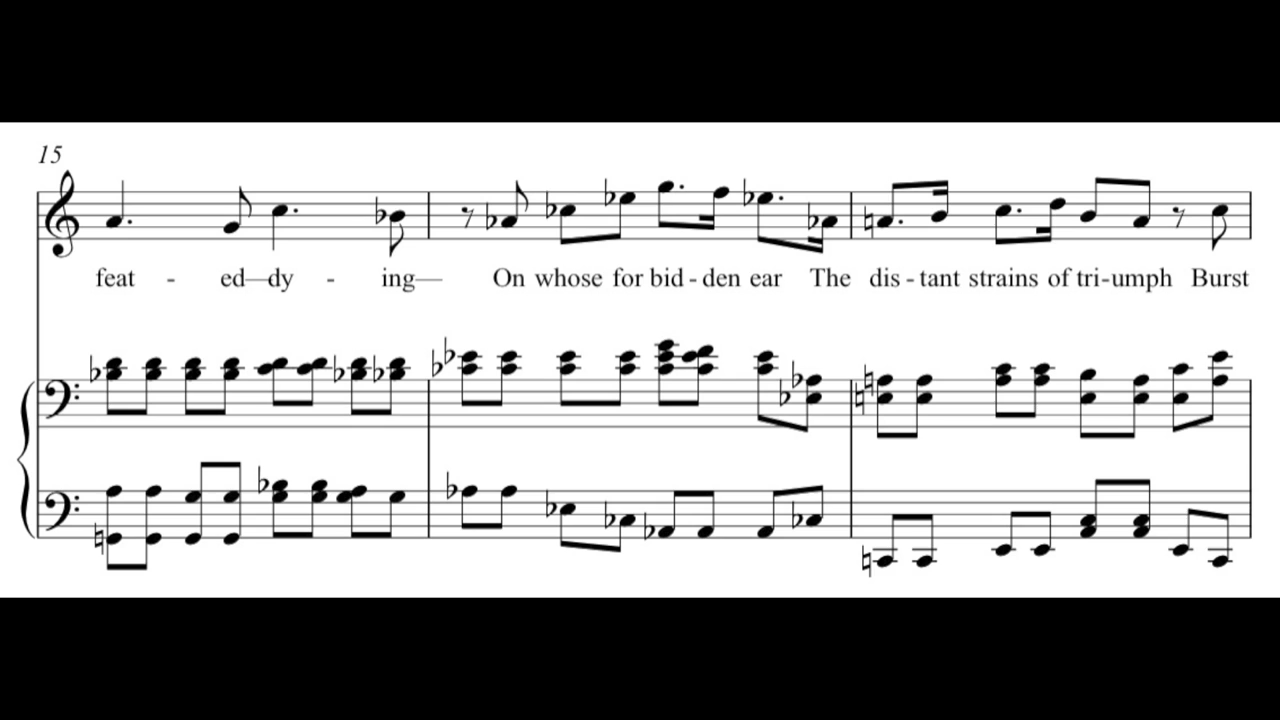 15
feat - ed—dy - ing— On whose for bid - den ear The dis - tant strains of tri - umph Burst